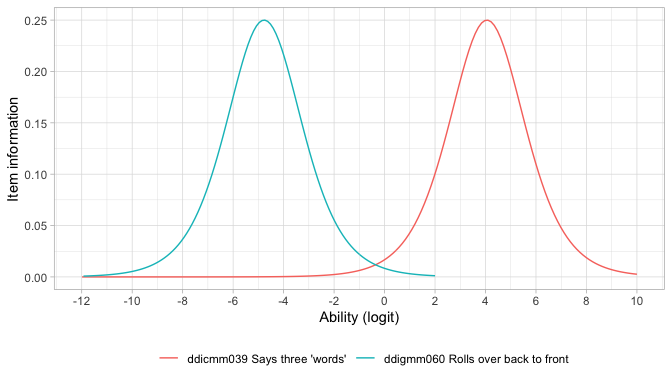 0.25
0.20
0.15
0.10
0.05
0.00
Item information
-12 -10 -8 -6 -4 -2 0 2 4 6 8 10
Ability (logit)
ddicmm039 Says three 'words' ddigmm060 Rolls over back to front